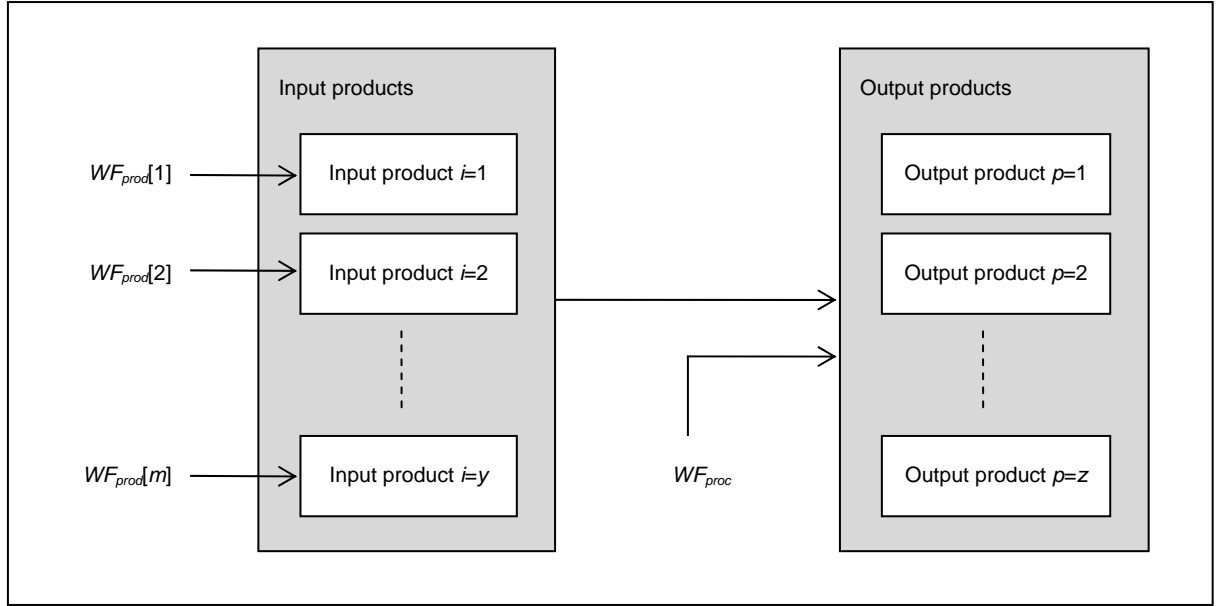 Input products
Output products
WFprod[1]
Input product i=1
Output product p=1
WFprod[2]
Input product i=2
Output product p=2
WFprod[m]
Input product i=y
WFproc
Output product p=z